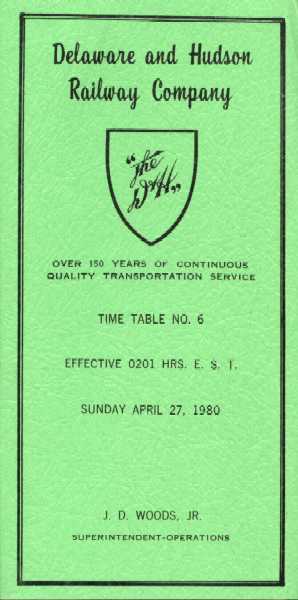 Delaware and Hudson
Railway Company
"The
D&H"
OVER 150 YEARS OF CONTINUOUS
QUALITY TRANSPORTATION SERVICE
TIME TABLE NO. 6
EFFECTIVE 0201 HRS. E. S. T.
SUNDAY APRIL 27, 1980
J. D. WOODS, JR.
SUPERINTENDENT-OPERATIONS